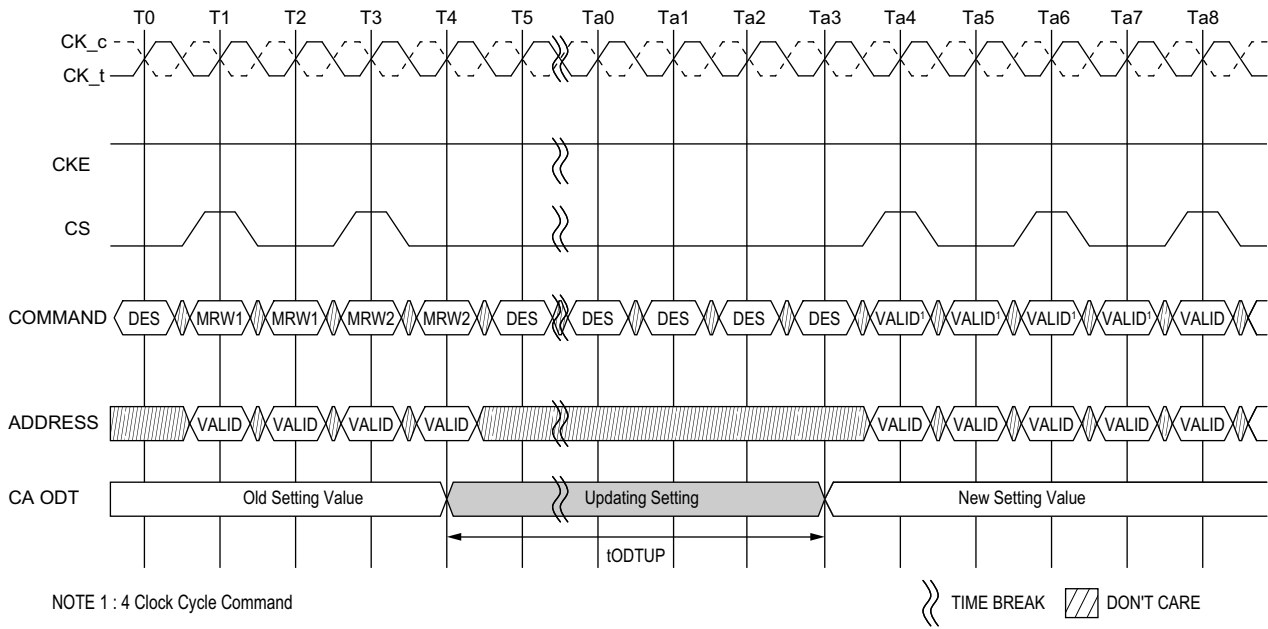 T0 T1 T2 T3 T4 T5 Ta0 Ta1 Ta2 Ta3 Ta4 Ta5 Ta6 Ta7 Ta8
CK_c
CK_t
CKE
CS
COMMAND DES MRW1 MRW1 MRW2 MRW2 DES DES DES DES DES VALID¹ VALID¹ VALID¹ VALID¹ VALID
ADDRESS VALID VALID VALID VALID VALID VALID VALID VALID VALID
CA ODT Old Setting Value Updating Setting New Setting Value
tODTUP
NOTE 1 : 4 Clock Cycle Command TIME BREAK DON'T CARE